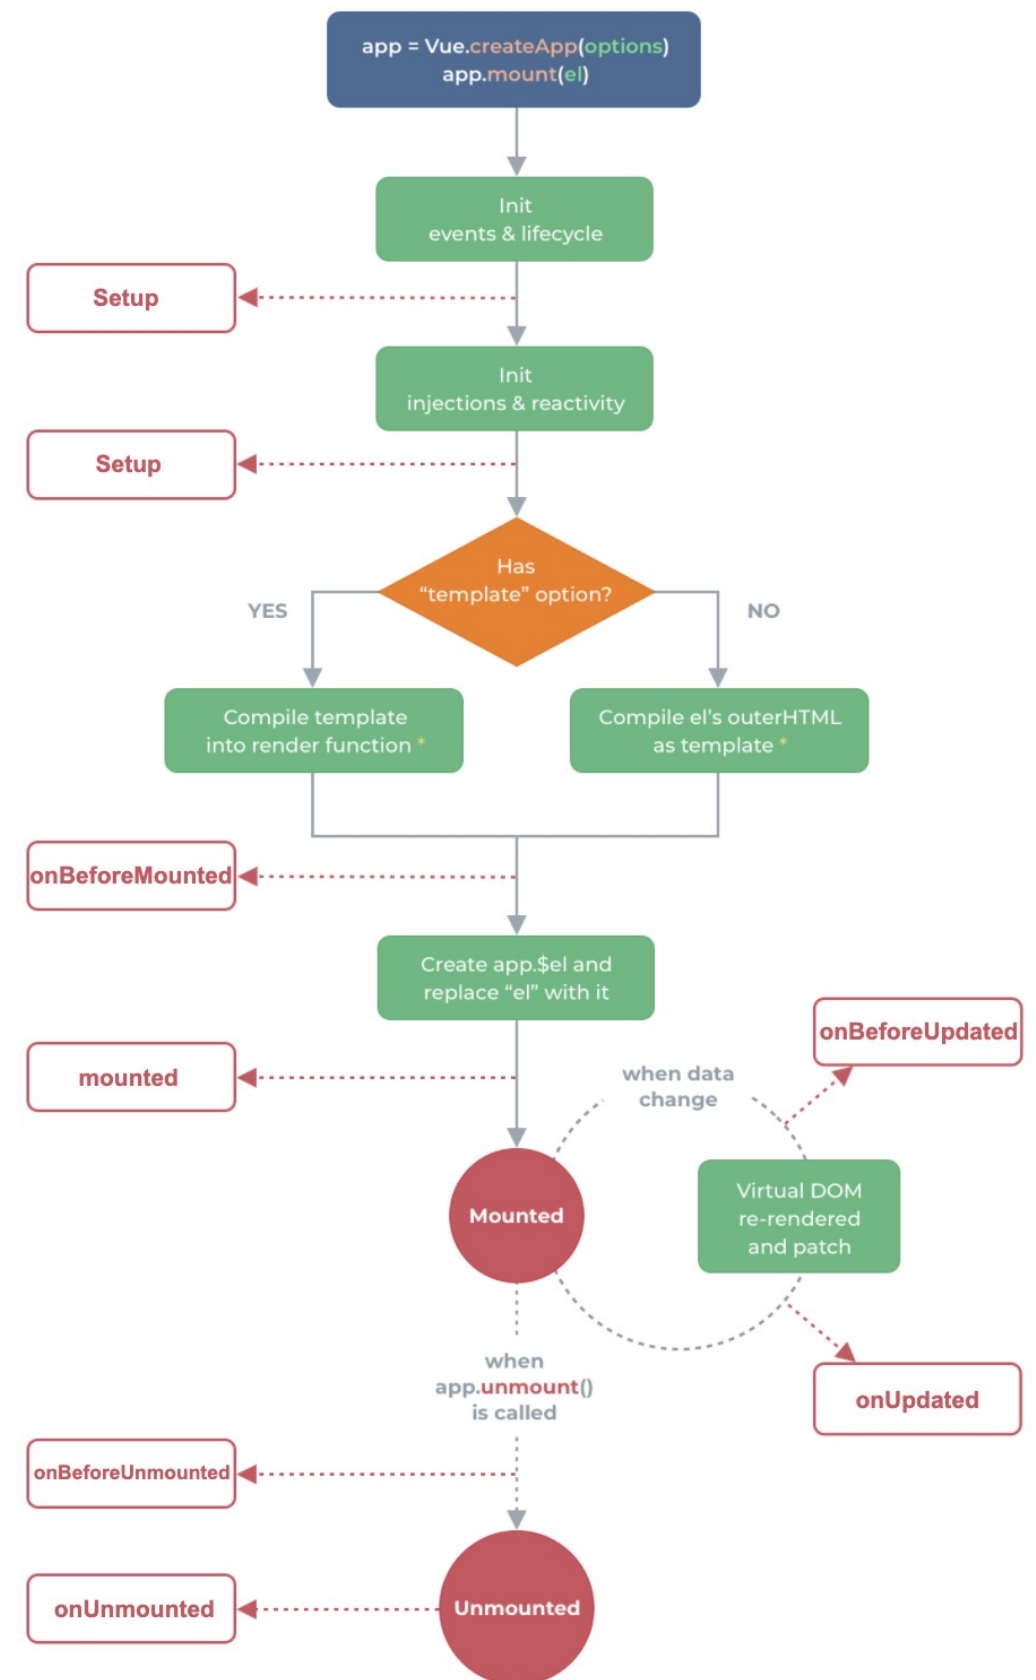 app = Vue.createApp(options)
app.mount(el)
Init
events & lifecycle
Setup
Init
injections & reactivity
Setup
Has
“template” option?
YES
NO
Compile template
into render function *
Compile el’s outerHTML
as template *
onBeforeMounted
Create app.$el and
replace “el” with it
onBeforeUpdated
mounted
when data
change
Mounted
Virtual DOM
re-rendered
and patch
when
app.unmount()
is called
onUpdated
onBeforeUnmounted
onUnmounted
Unmounted